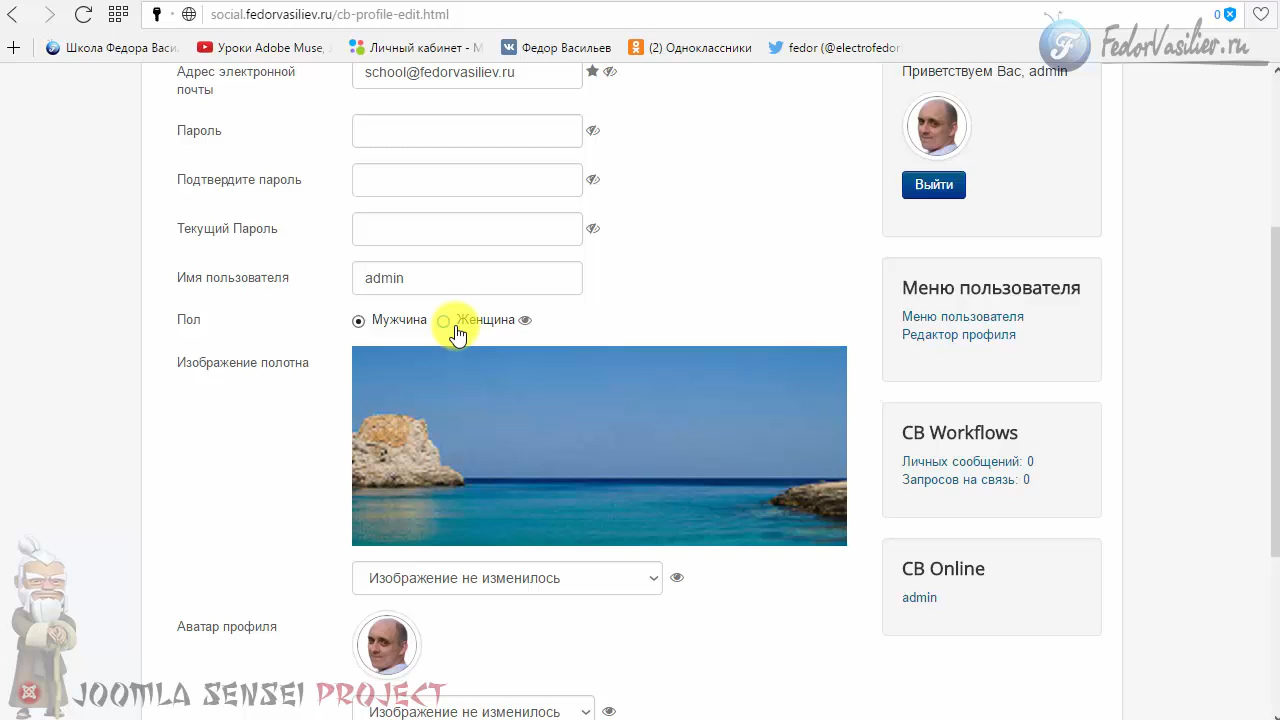 social.fedorvasiliev.ru/cb-profile-edit.html
0
Школа Федора Васи.
Уроки Adobe Muse,
Личный кабинет - М
Федор Васильев
(2) Одноклассники
fedor (@electrofedor)
FedorVasiliev.ru
Адрес электронной
почты
school@fedorvasiliev.ru
Пароль
Подтвердите пароль
Текущий Пароль
Имя пользователя
admin
Пол
Мужчина
Женщина
Изображение полотна
Изображение не изменилось
Аватар профиля
Изображение не изменилось
Приветствуем Вас, admin
Выйти
Меню пользователя
Меню пользователя
Редактор профиля
CB Workflows
Личных сообщений: 0
Запросов на связь: 0
CB Online
admin
JOOMLA SENSEI PROJECT